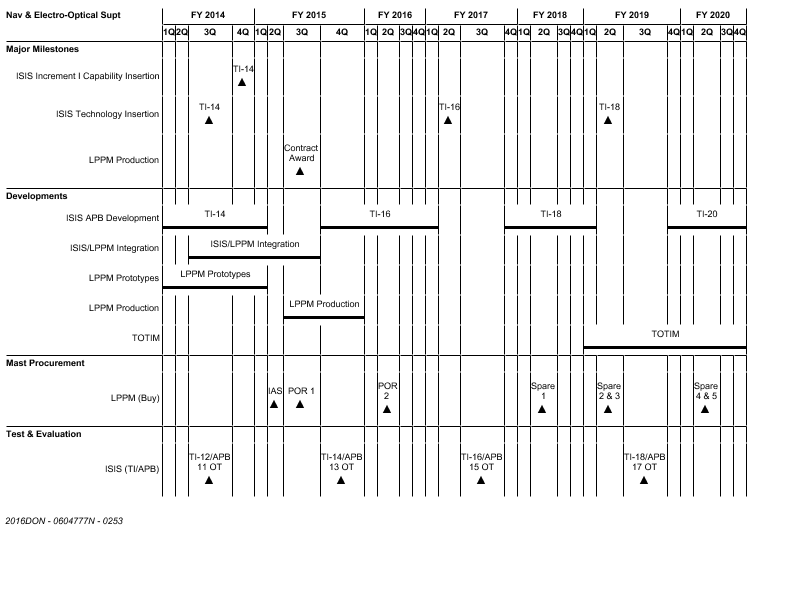 Nav & Electro-Optical Supt FY 2014 FY 2015 FY 2016 FY 2017 FY 2018 FY 2019 FY 2020
1Q 2Q 3Q 4Q 1Q 2Q 3Q 4Q 1Q 2Q 3Q 4Q 1Q 2Q 3Q 4Q 1Q 2Q 3Q 4Q 1Q 2Q 3Q 4Q 1Q 2Q 3Q 4Q
Major Milestones
ISIS Increment I Capability Insertion TI-14
ISIS Technology Insertion TI-14 TI-16 TI-18
LPPM Production Contract
Award
Developments
ISIS APB Development TI-14 TI-16 TI-18 TI-20
ISIS/LPPM Integration ISIS/LPPM Integration
LPPM Prototypes LPPM Prototypes
LPPM Production LPPM Production
TOTIM TOTIM
Mast Procurement
LPPM (Buy) IAS POR 1 POR
2 Spare
1 Spare
2 & 3 Spare
4 & 5
Test & Evaluation
ISIS (TI/APB) TI-12/APB
11 OT TI-14/APB
13 OT TI-16/APB
15 OT TI-18/APB
17 OT
2016DON - 0604777N - 0253